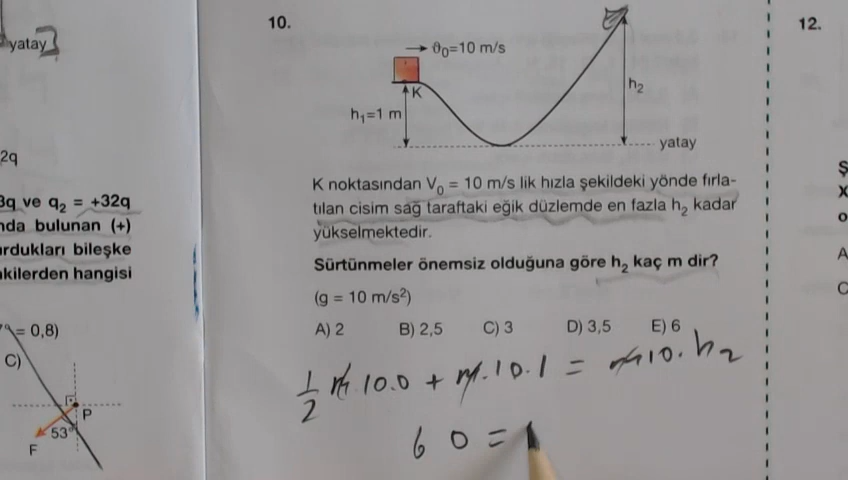 yatay
2q
3q ve q₂ = +32q
nda bulunan (+)
urdukları bileşke
akilerden hangisi
= 0,8)
C)
P
53°
F
10.
ϑ₀=10 m/s
K
h₁=1 m
h₂
yatay
K noktasından V₀ = 10 m/s lik hızla şekildeki yönde fırla-
tılan cisim sağ taraftaki eğik düzlemde en fazla h₂ kadar
yükselmektedir.
Sürtünmeler önemsiz olduğuna göre h₂ kaç m dir?
(g = 10 m/s²)
A) 2 B) 2,5 C) 3 D) 3,5 E) 6
1/2 m 10.0 + m.10.1 = m10.h₂
60 =
12.
Ş
X
o
A
C